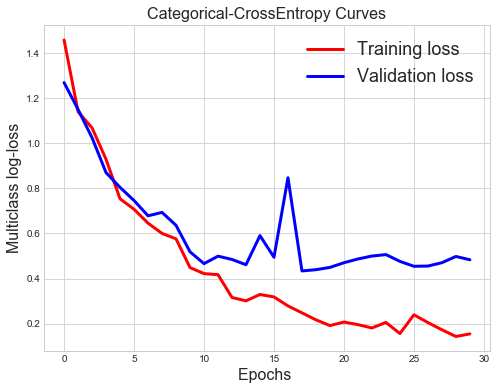 Categorical-CrossEntropy Curves
Training loss
Validation loss
Multiclass log-loss
1.4
1.2
1.0
0.8
0.6
0.4
0.2
0 5 10 15 20 25 30
Epochs